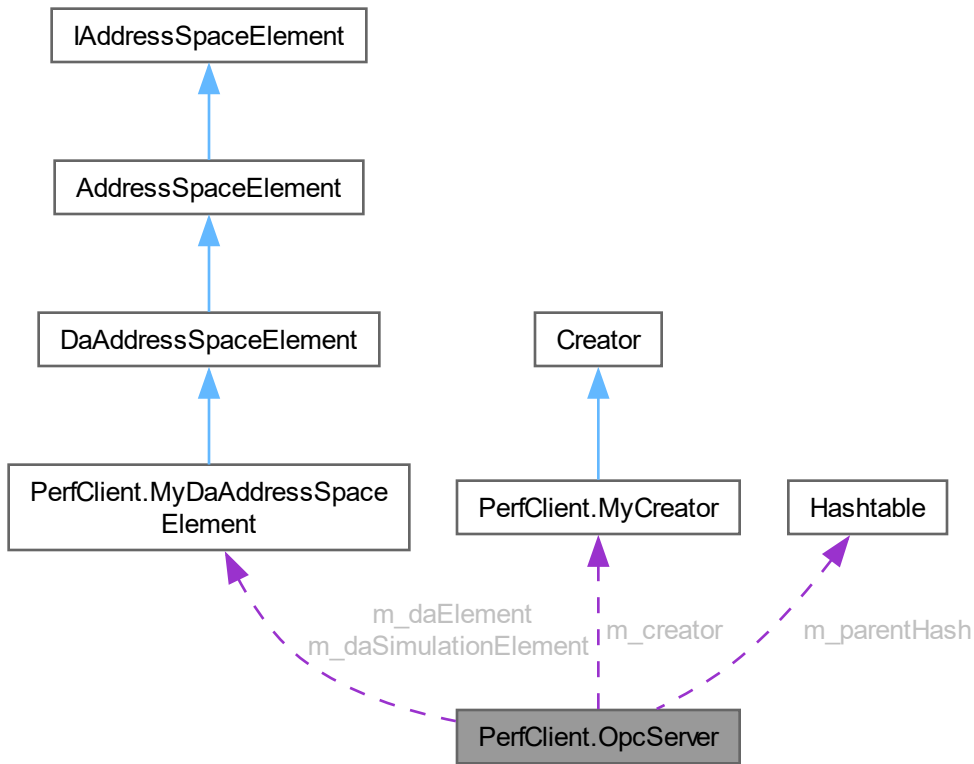 IAddressSpaceElement
AddressSpaceElement
DaAddressSpaceElement
Creator
PerfClient.MyDaAddressSpace
Element
PerfClient.MyCreator
Hashtable
m_daElement
m_daSimulationElement
m_creator
m_parentHash
PerfClient.OpcServer